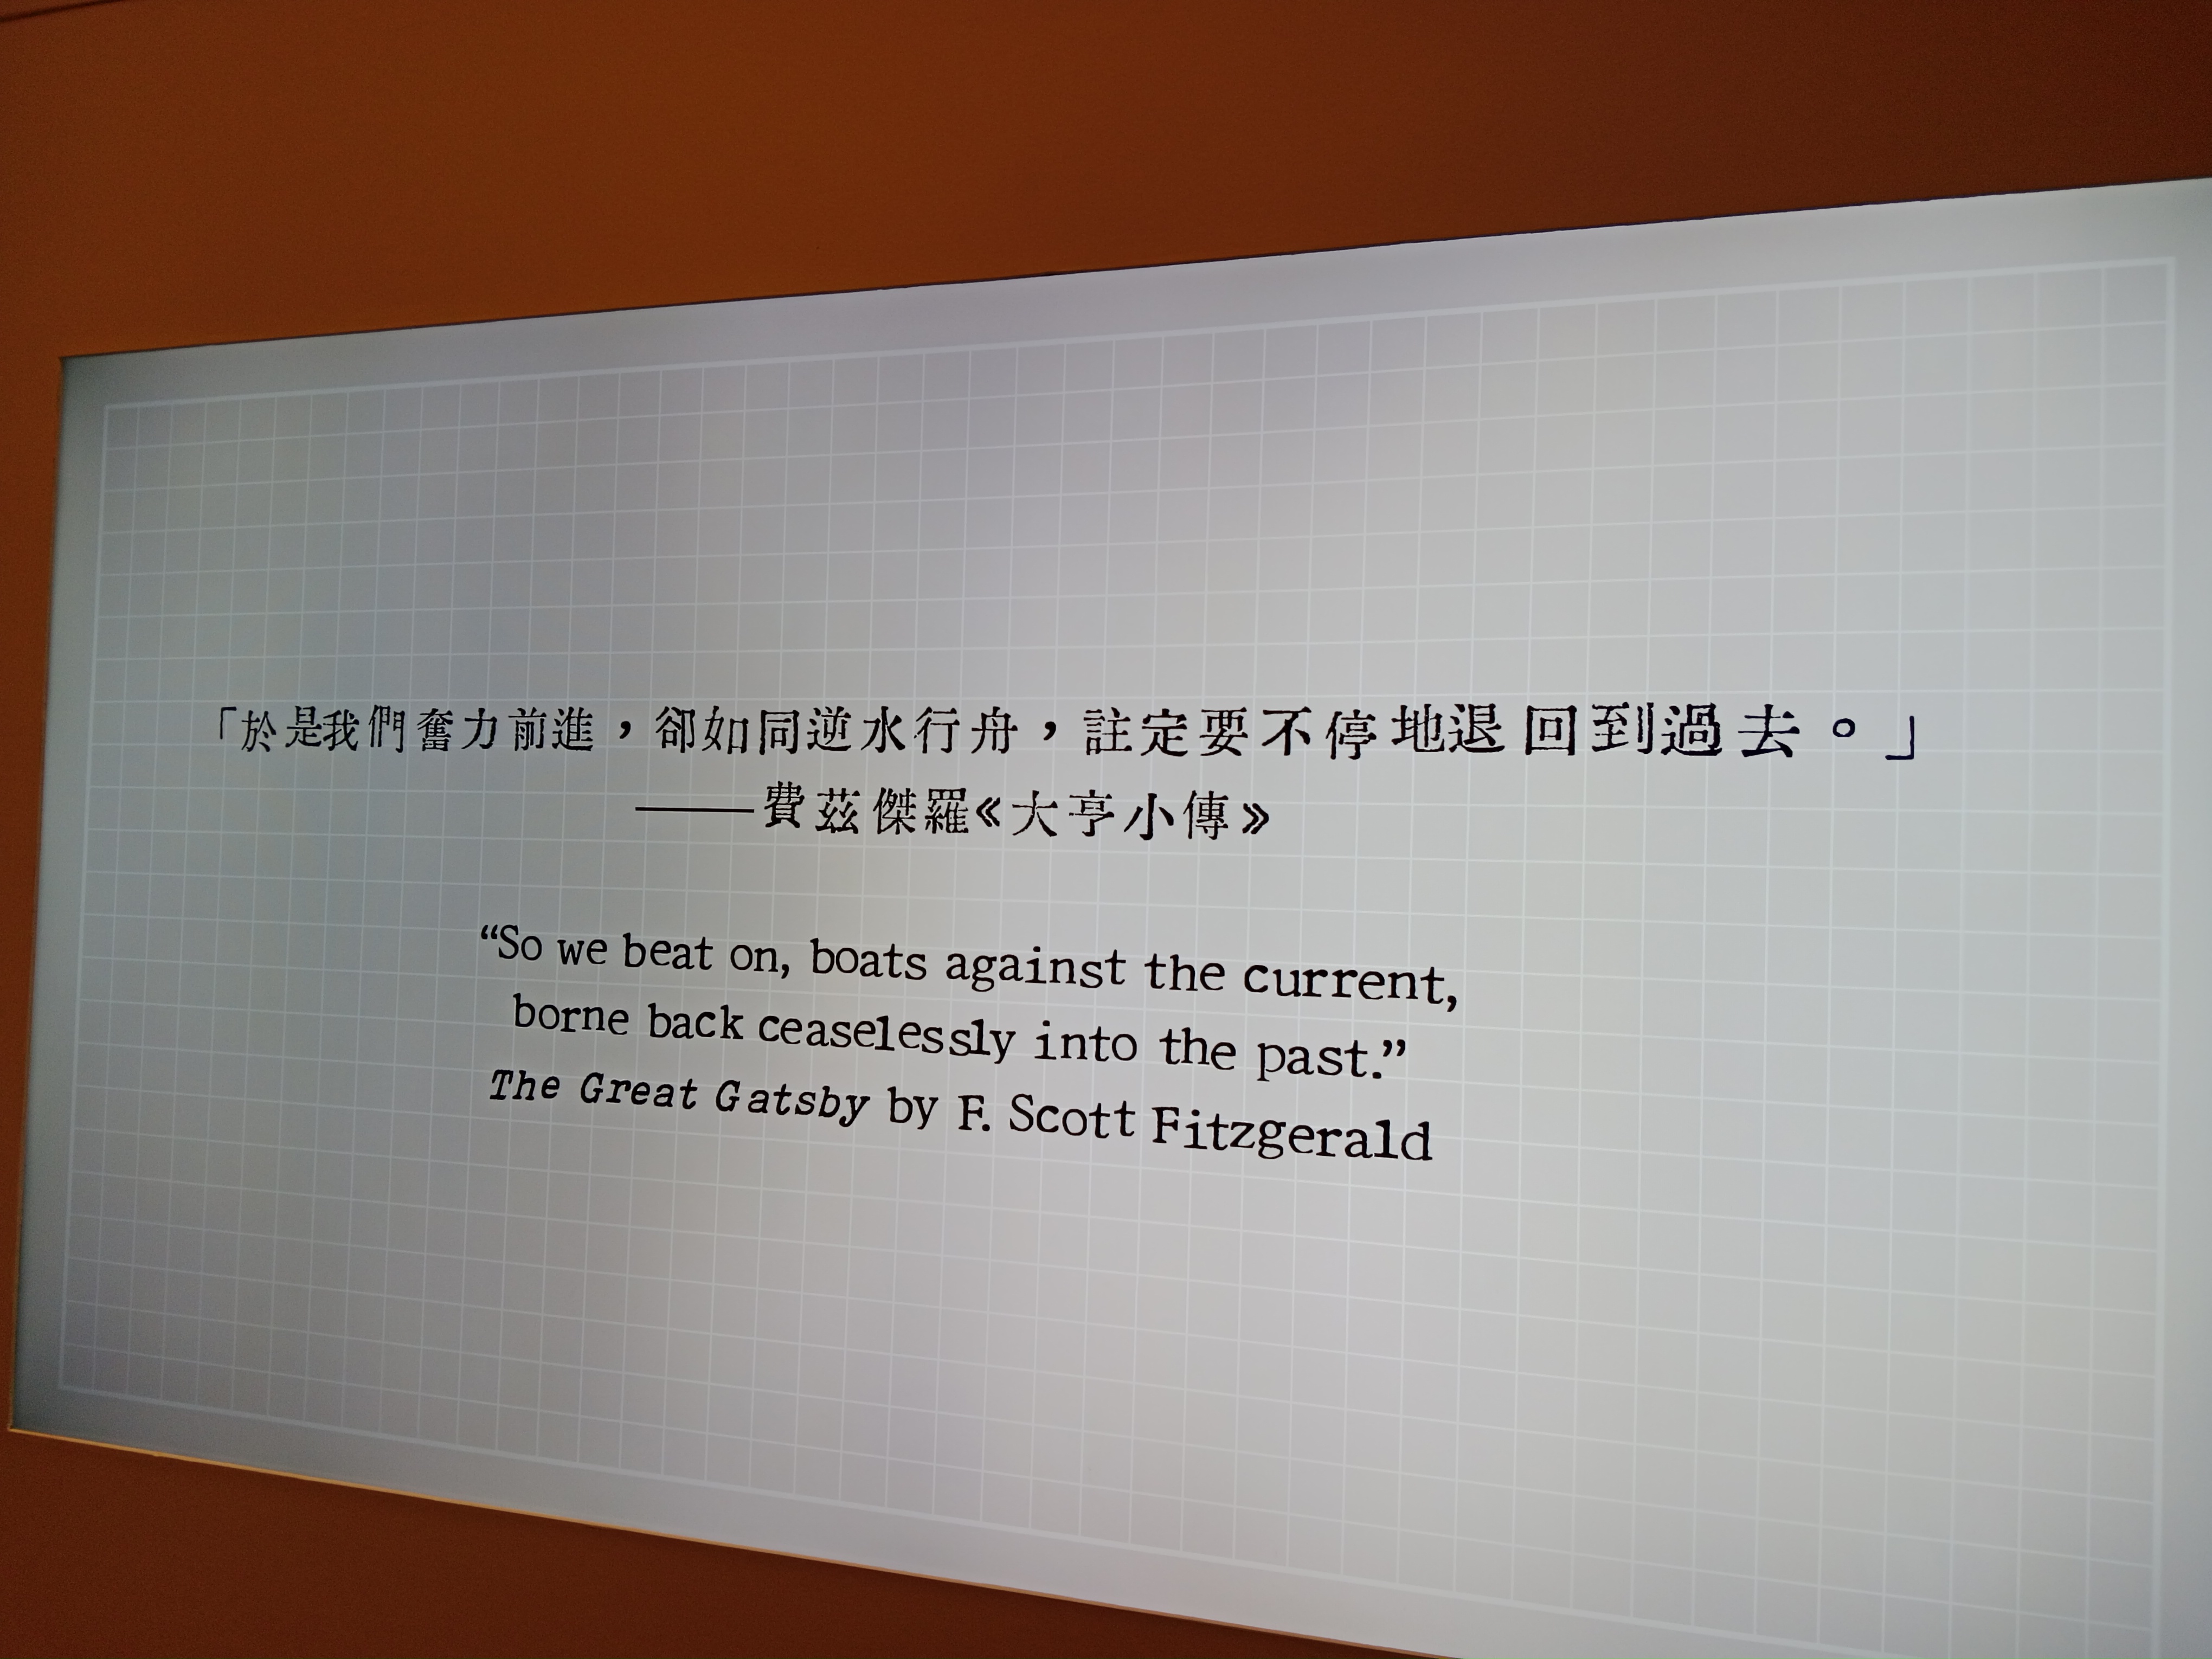 「於是我們奮力前進，卻如同逆水行舟，註定要不停地退回到過去。」
——費茲傑羅《大亨小傳》
“So we beat on, boats against the current,
borne back ceaselessly into the past.”
The Great Gatsby by F. Scott Fitzgerald